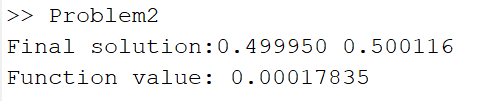 >> Problem2
Final solution:0.499950 0.500116
Function value: 0.00017835